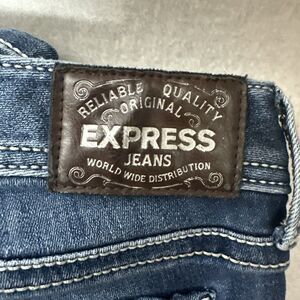 RELIABLE QUALITY
ORIGINAL
EXPRESS
JEANS
WORLD WIDE DISTRIBUTION